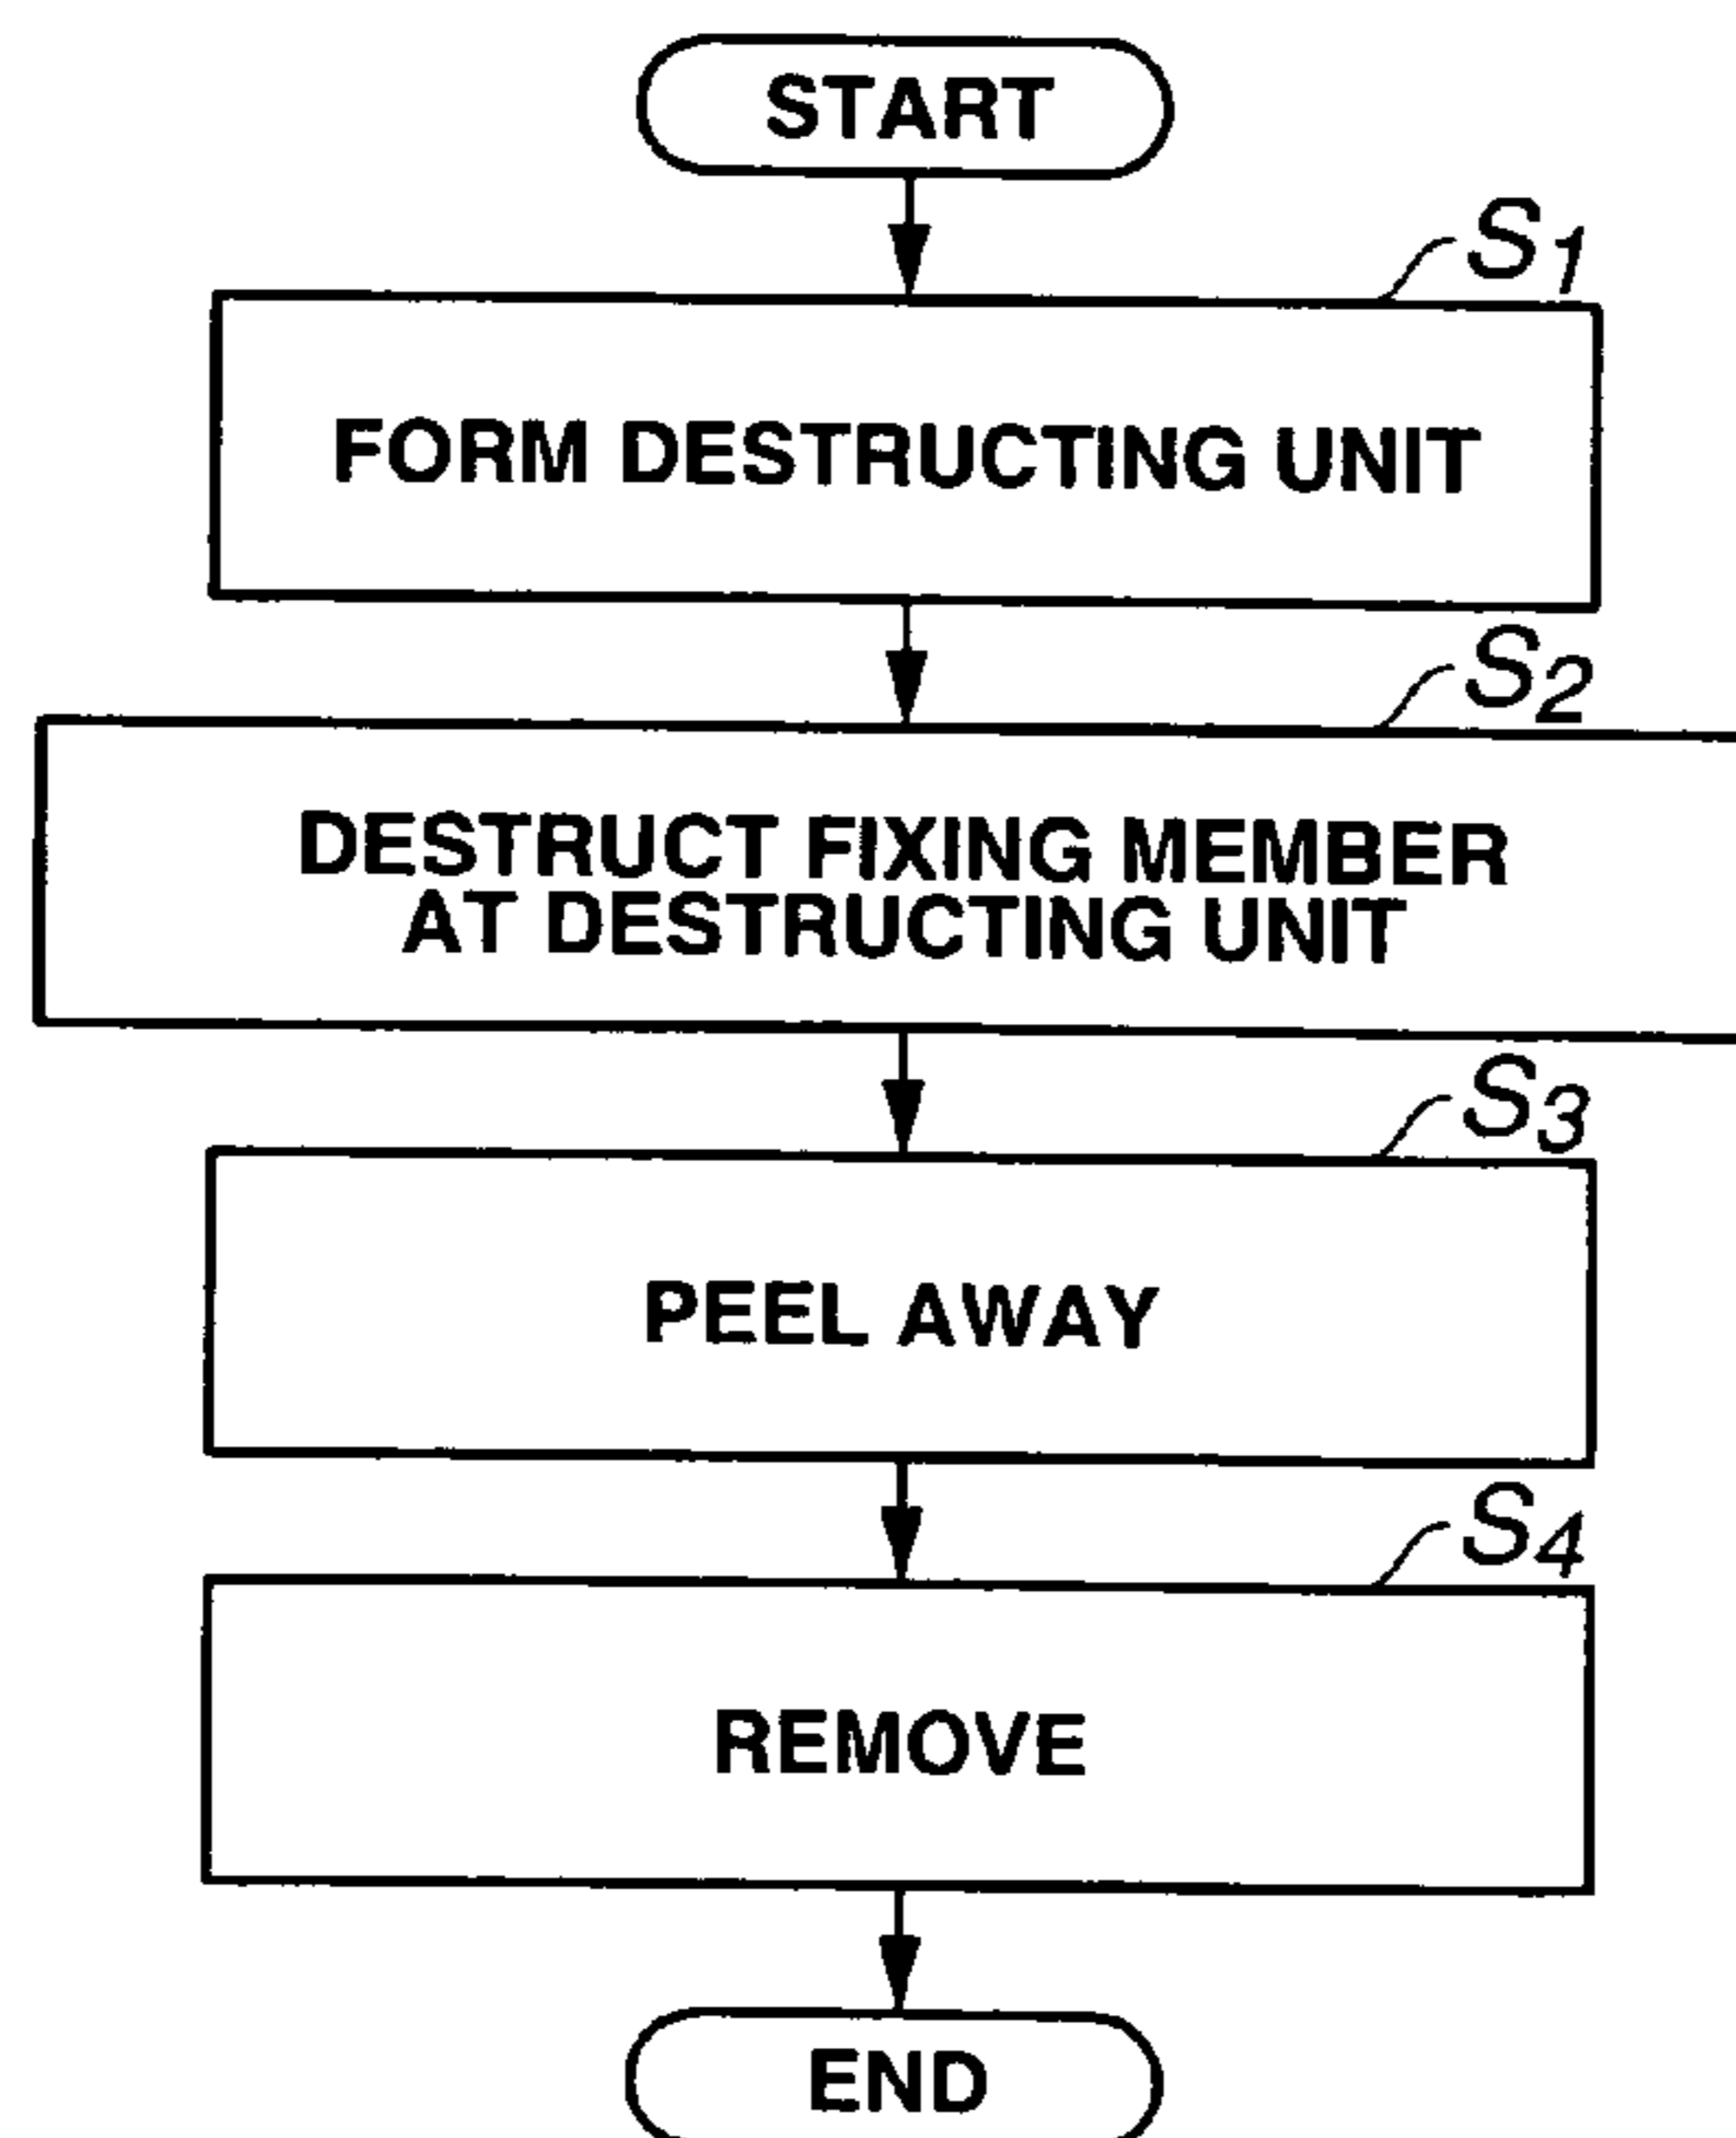 START
S1
FORM DESTRUCTING UNIT
S2
DESTRUCT FIXING MEMBER
AT DESTRUCTING UNIT
S3
PEEL AWAY
S4
REMOVE
END